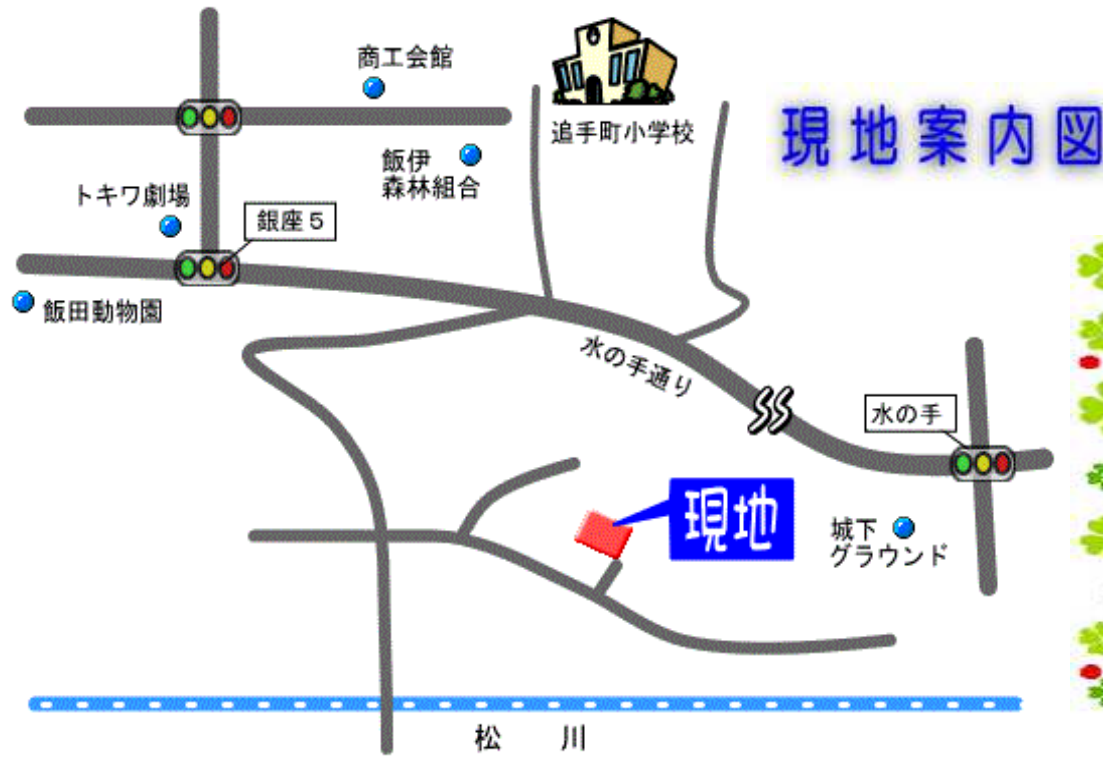 商工会館
追手町小学校
現地案内図
飯伊
森林組合
トキワ劇場
銀座5
飯田動物園
水の手通り
水の手
現地
城下
グラウンド
松川